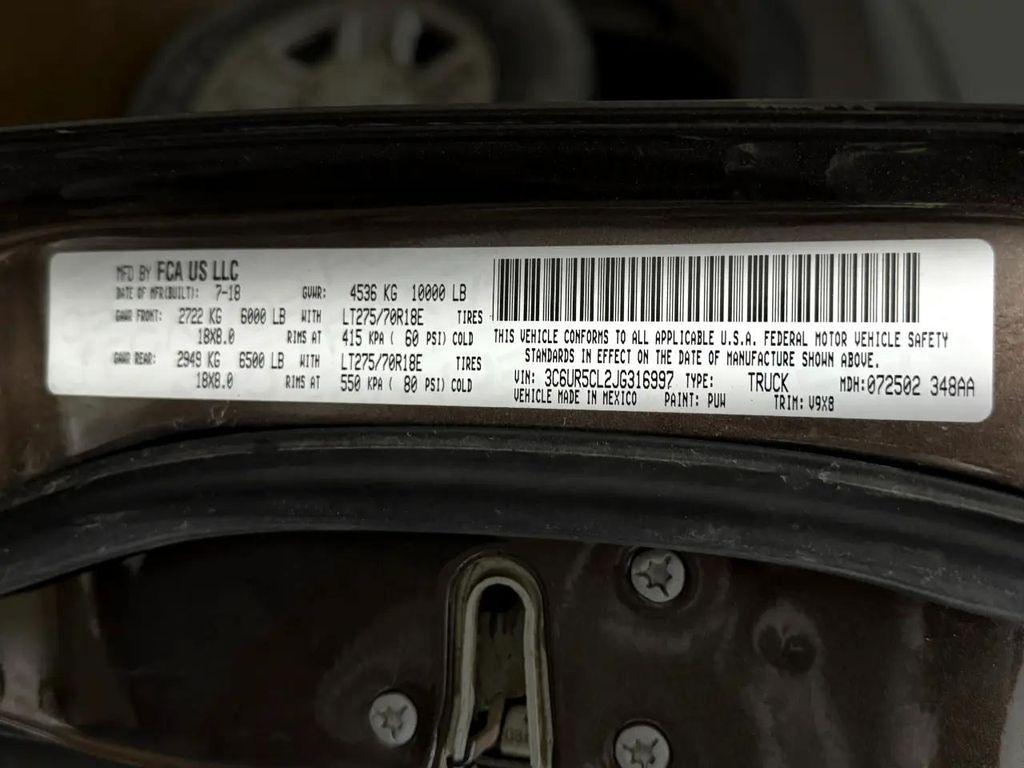 MFD BY FCA US LLC
DATE OF MFR(BUILT): 7-18 GVWR: 4536 KG 10000 LB
GAWR FRONT: 2722 KG 6000 LB WITH LT275/70R18E TIRES
18X8.0 RIMS AT 415 KPA ( 60 PSI) COLD
GAWR REAR: 2949 KG 6500 LB WITH LT275/70R18E TIRES
18X8.0 RIMS AT 550 KPA ( 80 PSI) COLD
THIS VEHICLE CONFORMS TO ALL APPLICABLE U.S.A. FEDERAL MOTOR VEHICLE SAFETY
STANDARDS IN EFFECT ON THE DATE OF MANUFACTURE SHOWN ABOVE.
VIN: 3C6UR5CL2JG316997 TYPE: TRUCK MDH:072502 348AA
VEHICLE MADE IN MEXICO PAINT: PUW TRIM: V9X8